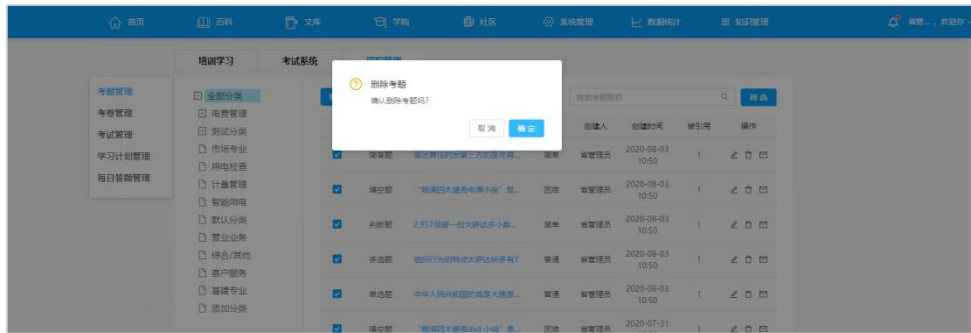 首页 百科 文库 学院 社区 系统管理 数据统计 知识管理
培训学习 考试系统
考题管理
考卷管理
考试管理
学习计划管理
每日答题管理
全部分类
电费管理
测试分类
市场专业
用电检查
计量管理
智能用电
默认分类
营业业务
综合/其他
客户服务
基建专业
添加分类
删除考题
确认删除考题吗?
取消 确定
搜索考题题目 筛选
创建人 创建时间 被引用 操作
简答题 简单 省管理员 2020-08-03 10:50 1
填空题 困难 省管理员 2020-08-03 10:50 1
判断题 简单 省管理员 2020-08-03 10:50 1
多选题 普通 省管理员 2020-08-03 10:50 1
单选题 普通 省管理员 2020-08-03 10:50 1
填空题 困难 省管理员 2020-07-31 1